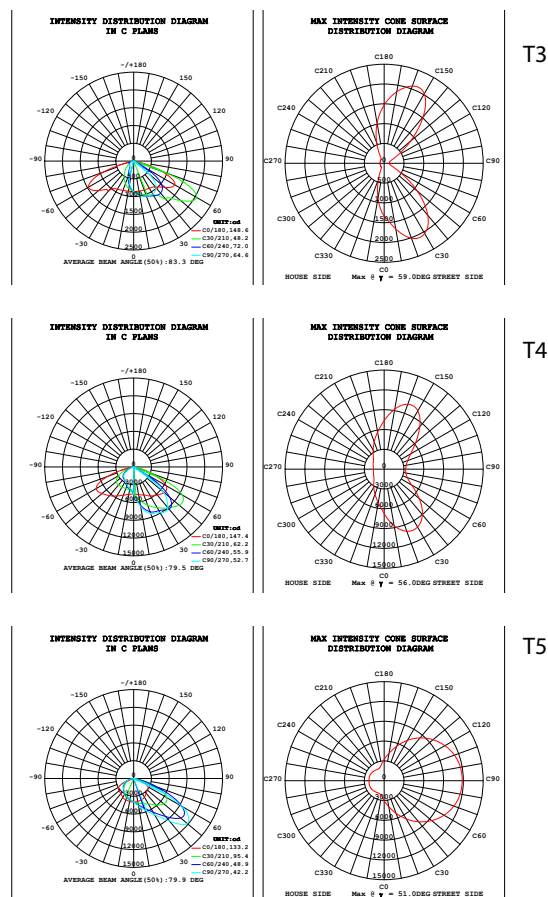 INTENSITY DISTRIBUTION DIAGRAM
IN C PLANS
-/+180
-150
150
-120
120
-90
90
-60
60
-30
30
0
0
500
1000
1500
2000
2500
UNIT:cd
C0/180,148.6
C30/210,48.2
C60/240,72.0
C90/270,64.6
AVERAGE BEAM ANGLE(50%):83.3 DEG
MAX INTENSITY CONE SURFACE
DISTRIBUTION DIAGRAM
C180
C210
C150
C240
C120
C270
C90
C300
C60
C330
C30
C0
0
500
1000
1500
2000
2500
HOUSE SIDE Max @ γ = 59.0DEG STREET SIDE
T3
INTENSITY DISTRIBUTION DIAGRAM
IN C PLANS
-/+180
-150
150
-120
120
-90
90
-60
60
-30
30
0
0
3000
6000
9000
12000
15000
UNIT:cd
C0/180,147.4
C30/210,62.2
C60/240,55.9
C90/270,52.7
AVERAGE BEAM ANGLE(50%):79.5 DEG
MAX INTENSITY CONE SURFACE
DISTRIBUTION DIAGRAM
C180
C210
C150
C240
C120
C270
C90
C300
C60
C330
C30
C0
0
3000
6000
9000
12000
15000
HOUSE SIDE Max @ γ = 56.0DEG STREET SIDE
T4
INTENSITY DISTRIBUTION DIAGRAM
IN C PLANS
-/+180
-150
150
-120
120
-90
90
-60
60
-30
30
0
0
3000
6000
9000
12000
15000
UNIT:cd
C0/180,133.2
C30/210,95.4
C60/240,48.9
C90/270,42.2
AVERAGE BEAM ANGLE(50%):79.9 DEG
MAX INTENSITY CONE SURFACE
DISTRIBUTION DIAGRAM
C180
C210
C150
C240
C120
C270
C90
C300
C60
C330
C30
C0
0
3000
6000
9000
12000
15000
HOUSE SIDE Max @ γ = 51.0DEG STREET SIDE
T5